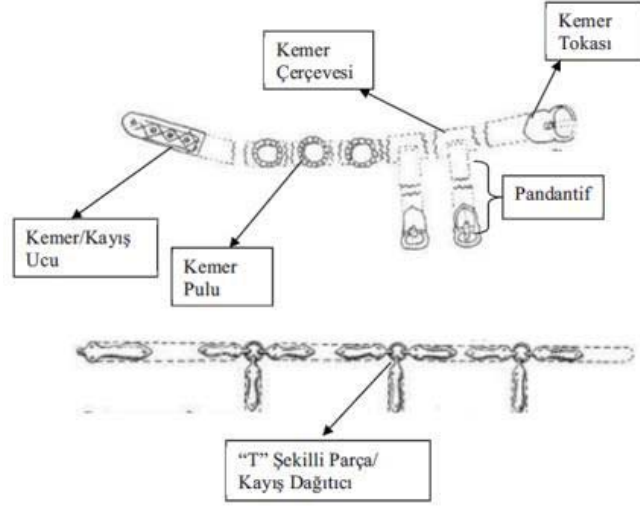 Kemer
Tokası
Kemer
Çerçevesi
Pandantif
Kemer/Kayış
Ucu
Kemer
Pulu
“T” Şekilli Parça/
Kayış Dağıtıcı